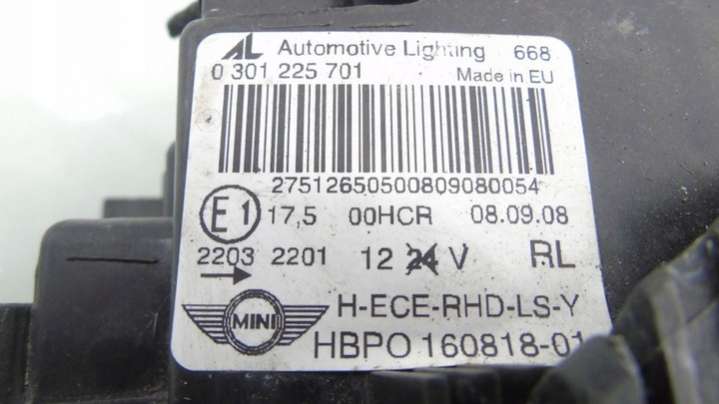 AL Automotive Lighting 668
0 301 225 701 Made in EU
27512650500809080054
E1 17,5 00HCR 08.09.08
2203 2201 12 24 V RL
MINI H-ECE-RHD-LS-Y
HBPO 160818-01